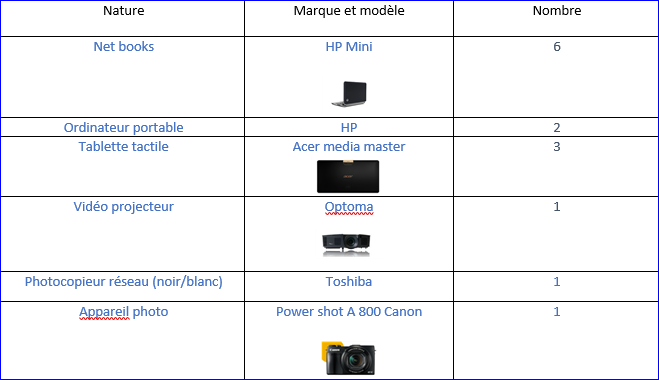 Nature Marque et modèle Nombre
Net books HP Mini 6
Ordinateur portable HP 2
Tablette tactile Acer media master 3
Vidéo projecteur Optoma 1
Photocopieur réseau (noir/blanc) Toshiba 1
Appareil photo Power shot A 800 Canon 1